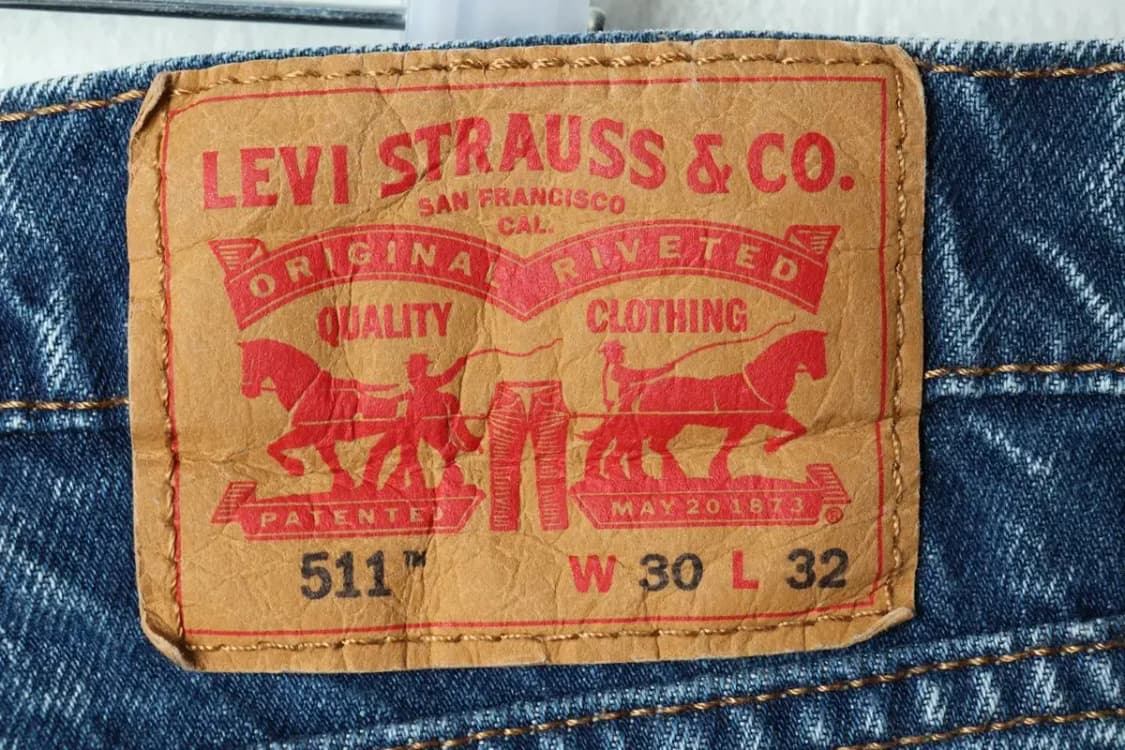 LEVI STRAUSS & CO.
SAN FRANCISCO
CAL.
ORIGINAL RIVETED
QUALITY CLOTHING
PATENTED MAY 20 1873 ®
511™ W 30 L 32